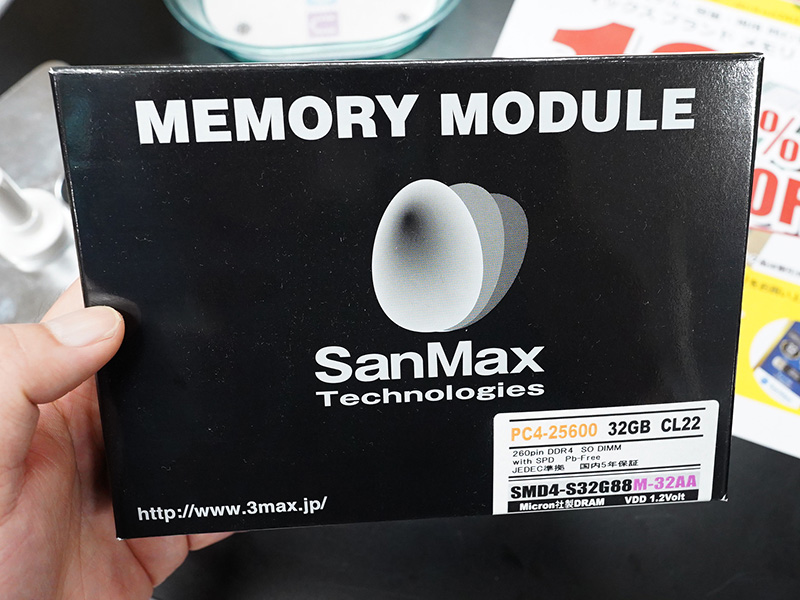 MEMORY MODULE
SanMax
Technologies
PC4-25600 32GB CL22
260pin DDR4 SO DIMM
with SPD Pb-Free
JEDEC準拠 国内5年保証
SMD4-S32G88M-32AA
Micron社製DRAM VDD 1.2Volt
http://www.3max.jp/